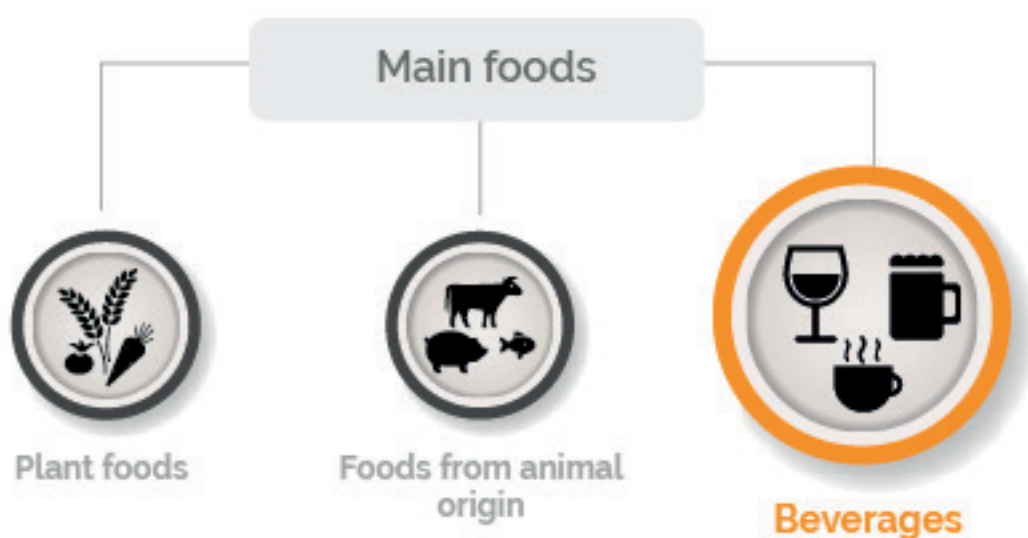 Main foods
Plant foods
Foods from animal
origin
Beverages